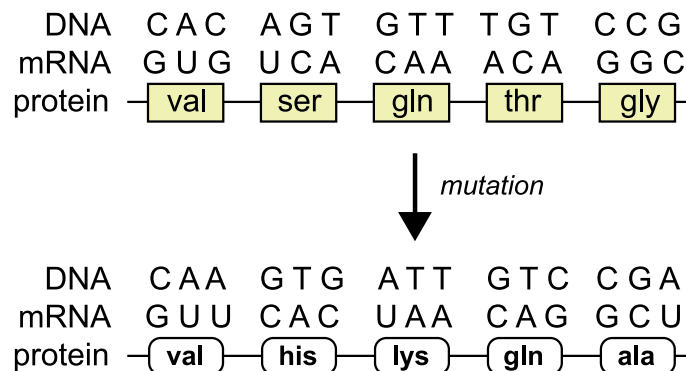 DNA CAC AGT GTT TGT CCG
mRNA GUG UCA CAA ACA GGC
protein val ser gln thr gly
mutation
DNA CAA GTG ATT GTC CGA
mRNA GUU CAC UAA CAG GCU
protein val his lys gln ala